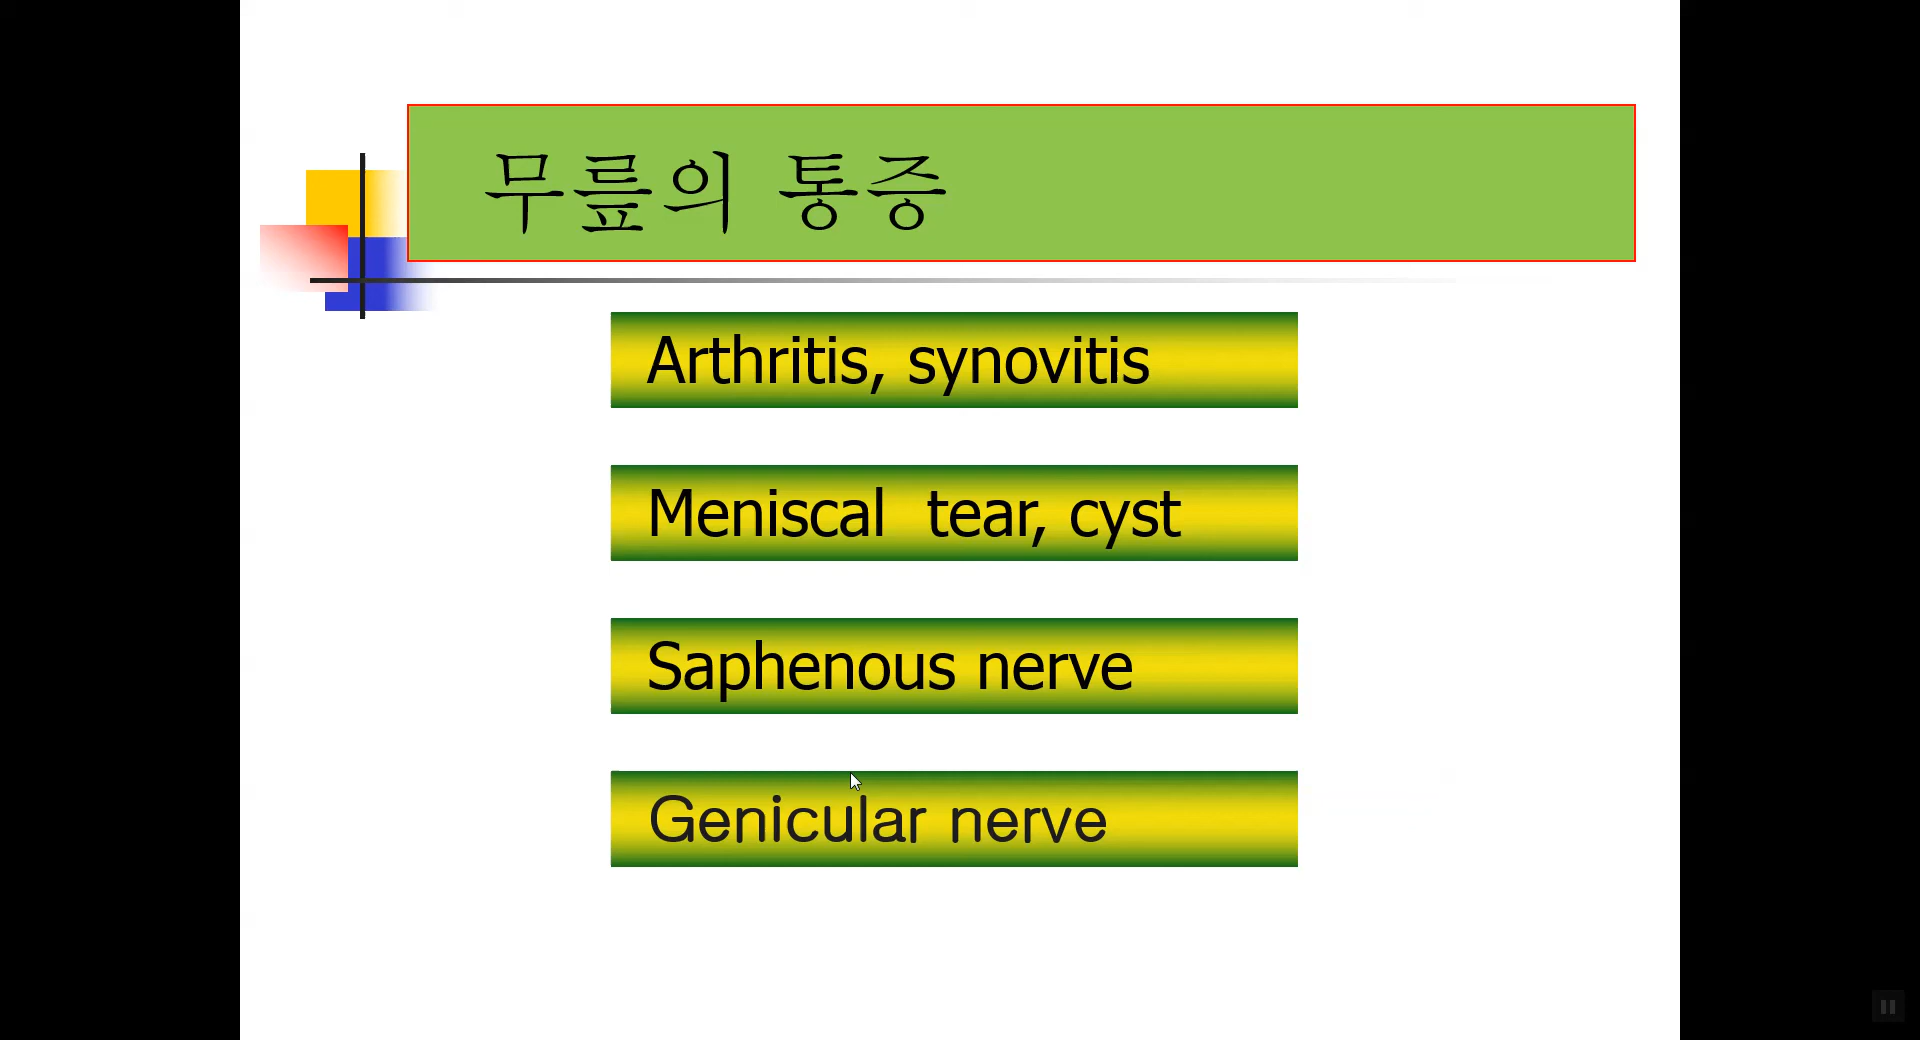 무릎의 통증
Arthritis, synovitis
Meniscal  tear, cyst
Saphenous nerve
Genicular nerve